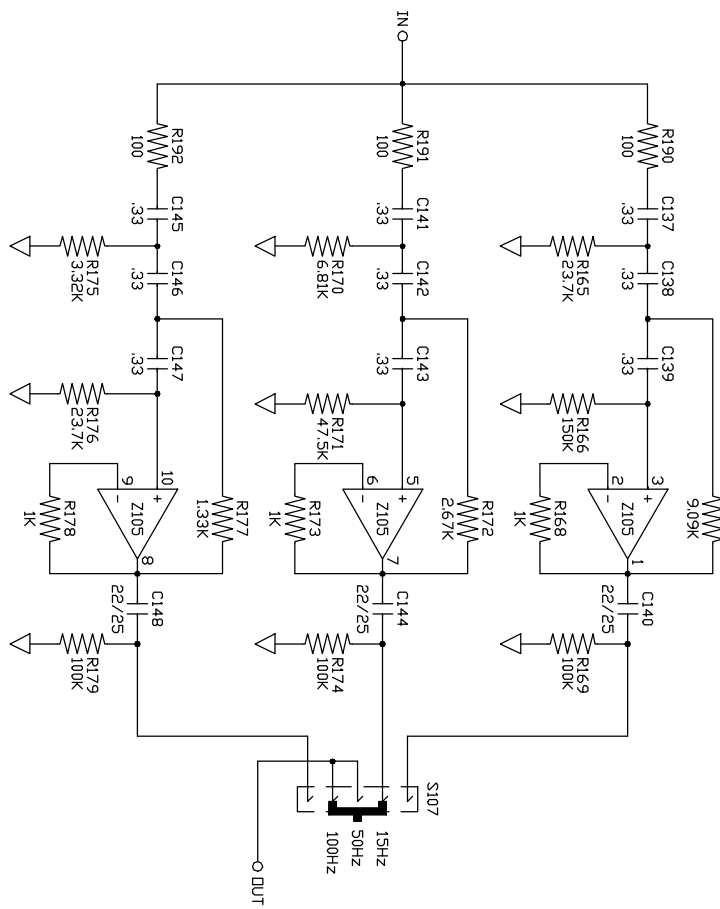 IN
R190
100
C137
.33
R165
23.7K
C138
.33
C139
.33
R166
150K
9.09K
3
2
+
−
Z105
1
R168
1K
C140
22/25
R169
100K
R191
100
C141
.33
R170
6.81K
C142
.33
C143
.33
R171
47.5K
R172
2.67K
5
6
+
−
Z105
7
R173
1K
C144
22/25
R174
100K
R192
100
C145
.33
R175
3.32K
C146
.33
C147
.33
R176
23.7K
R177
1.33K
10
9
+
−
Z105
8
R178
1K
C148
22/25
R179
100K
S107
15Hz
50Hz
100Hz
OUT